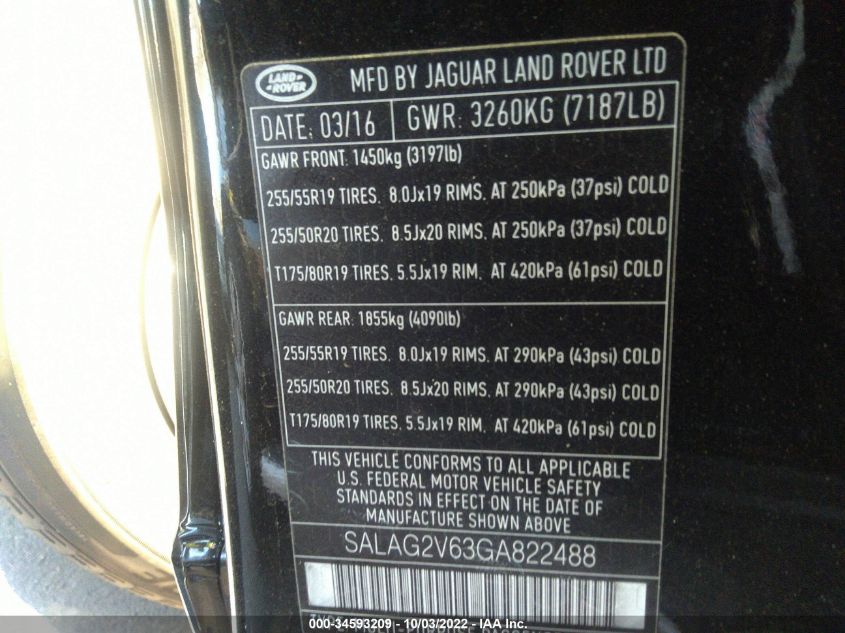 LAND ROVER
MFD BY JAGUAR LAND ROVER LTD
DATE: 03/16 GWR: 3260KG (7187LB)
GAWR FRONT: 1450kg (3197lb)
255/55R19 TIRES. 8.0Jx19 RIMS. AT 250kPa (37psi) COLD
255/50R20 TIRES. 8.5Jx20 RIMS. AT 250kPa (37psi) COLD
T175/80R19 TIRES. 5.5Jx19 RIM. AT 420kPa (61psi) COLD
GAWR REAR: 1855kg (4090lb)
255/55R19 TIRES. 8.0Jx19 RIMS. AT 290kPa (43psi) COLD
255/50R20 TIRES. 8.5Jx20 RIMS. AT 290kPa (43psi) COLD
T175/80R19 TIRES. 5.5Jx19 RIM. AT 420kPa (61psi) COLD
THIS VEHICLE CONFORMS TO ALL APPLICABLE
U.S. FEDERAL MOTOR VEHICLE SAFETY
STANDARDS IN EFFECT ON THE DATE OF
MANUFACTURE SHOWN ABOVE
SALAG2V63GA822488
000-34593209 - 10/03/2022 - IAA Inc.